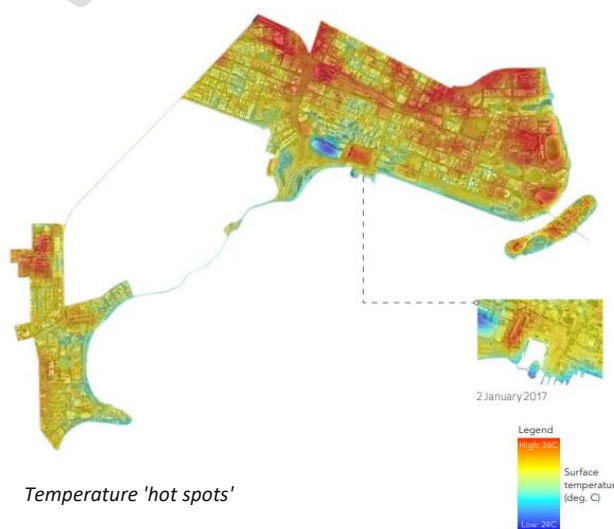 2 January 2017
Legend
High: 36C
Surface
temperature
(deg. C)
Low: 24C
Temperature 'hot spots'